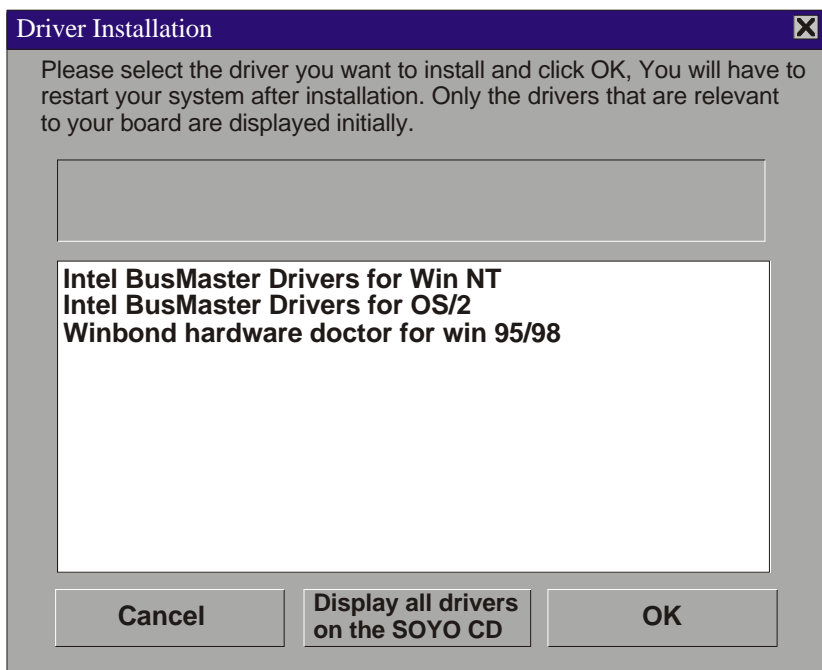 Driver Installation
Please select the driver you want to install and click OK, You will have to
restart your system after installation. Only the drivers that are relevant
to your board are displayed initially.
Intel BusMaster Drivers for Win NT
Intel BusMaster Drivers for OS/2
Winbond hardware doctor for win 95/98
Cancel
Display all drivers
on the SOYO CD
OK